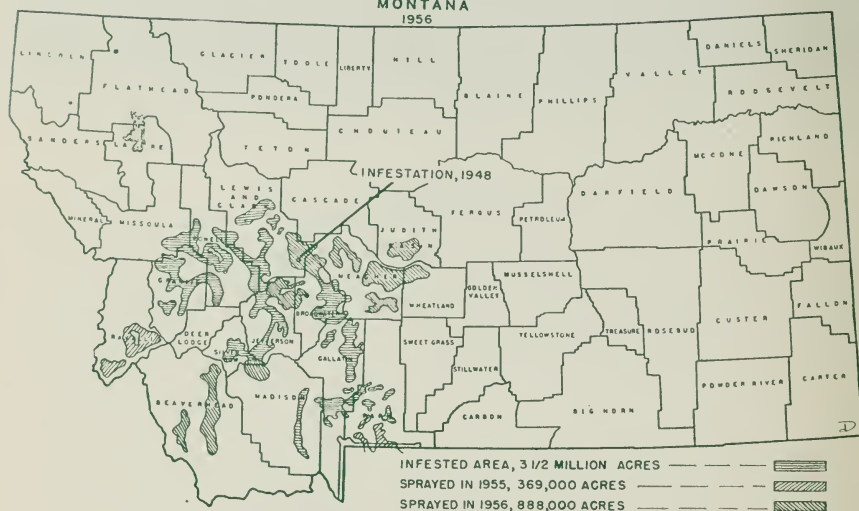 MONTANA
1956
LINCOLN
FLATHEAD
GLACIER
TOOLE
LIBERTY
HILL
BLAINE
PHILLIPS
VALLEY
DANIELS
SHERIDAN
ROOSEVELT
PONDERA
SANDERS
LAKE
TETON
CHOUTEAU
RICHLAND
MCCONE
DAWSON
INFESTATION, 1948
LEWIS
AND
CLARK
CASCADE
FERGUS
PETROLEUM
DARFIELD
JUDITH
BASIN
MINERAL
MISSOULA
POWELL
PRAIRIE
WIBAUX
GRANITE
MEAGHER
WHEATLAND
GOLDEN
VALLEY
MUSSELSHELL
TREASURE
ROSEBUD
CUSTER
FALLON
BROADWATER
DEER
LODGE
JEFFERSON
SILVER
BOW
RAVALLI
GALLATIN
SWEET GRASS
STILLWATER
YELLOWSTONE
BEAVERHEAD
MADISON
PARK
CARBON
BIG HORN
POWDER RIVER
CARTER
D
INFESTED AREA, 3 1/2 MILLION ACRES
SPRAYED IN 1955, 369,000 ACRES
SPRAYED IN 1956, 888,000 ACRES